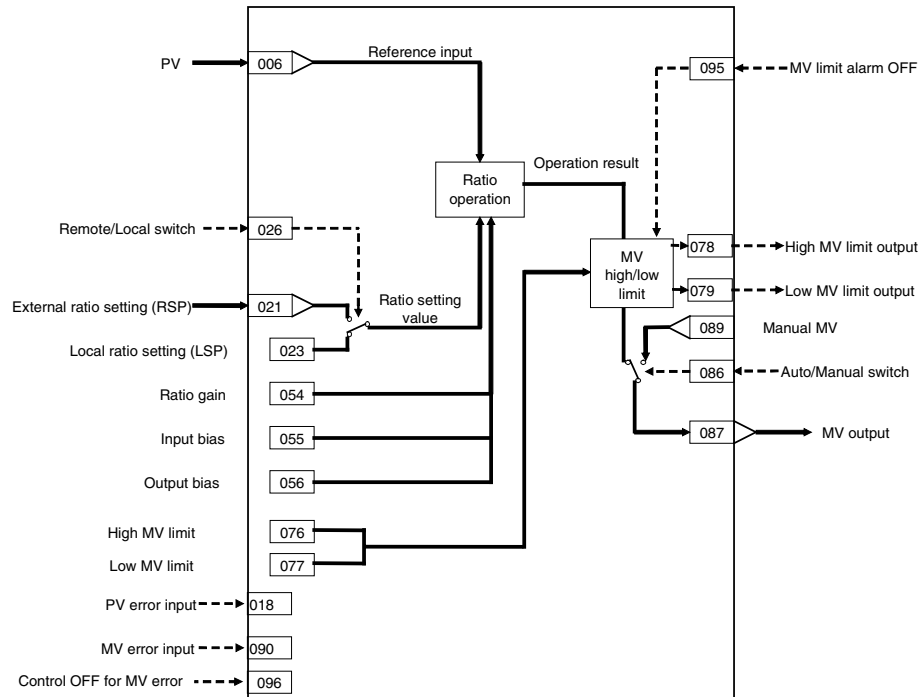 PV
006
Reference input
095
MV limit alarm OFF
Operation result
Ratio
operation
Remote/Local switch
026
MV
high/low
limit
078
High MV limit output
079
Low MV limit output
External ratio setting (RSP)
021
Ratio setting
value
089
Manual MV
Local ratio setting (LSP)
023
086
Auto/Manual switch
Ratio gain
054
087
MV output
Input bias
055
Output bias
056
High MV limit
076
Low MV limit
077
PV error input
018
MV error input
090
Control OFF for MV error
096